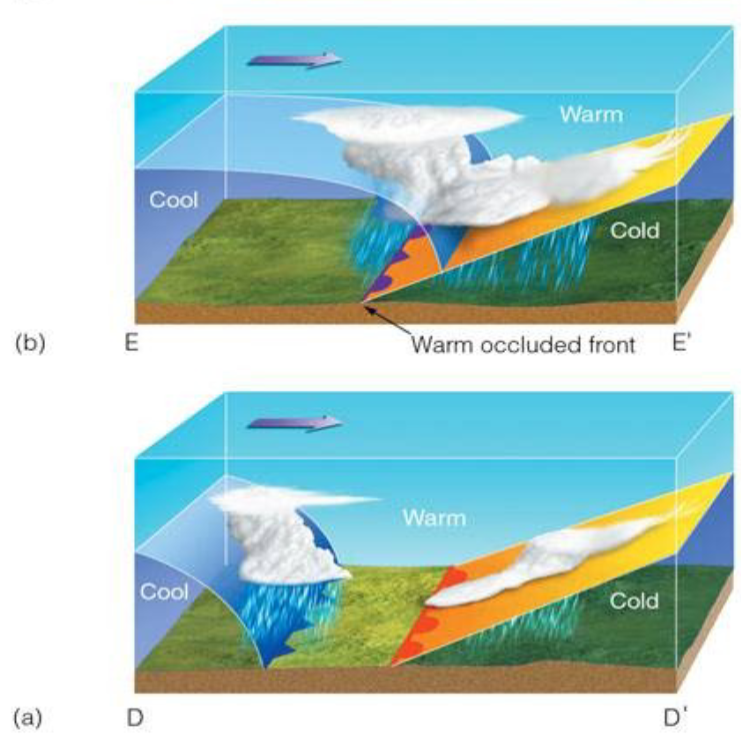 Warm
Cool
Cold
(b)
E
Warm occluded front
E'
Warm
Cool
Cold
(a)
D
D'